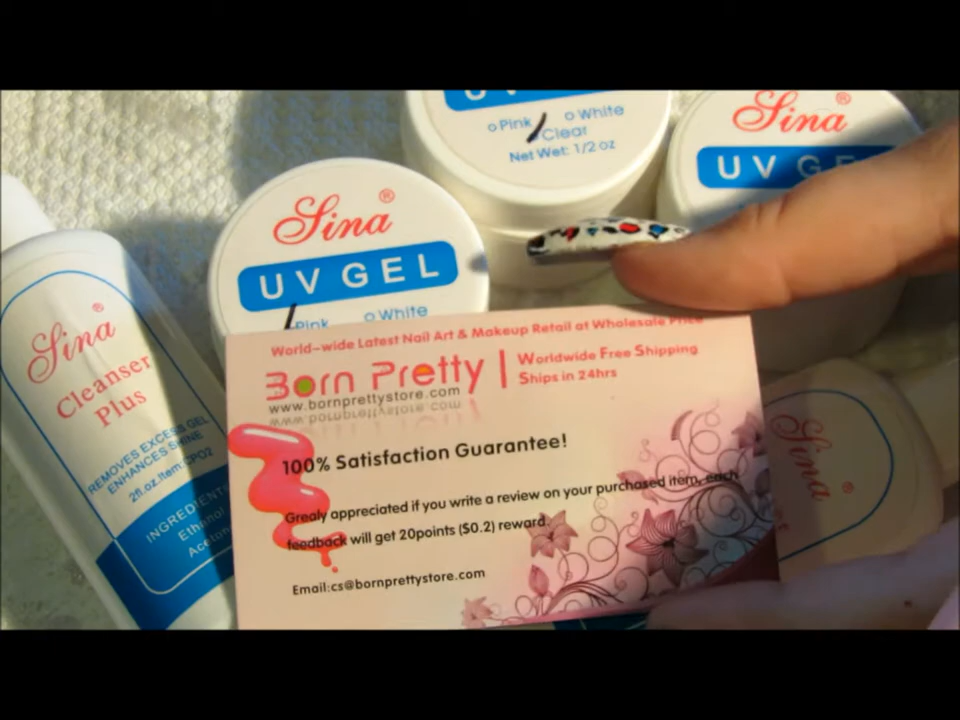 UV
o Pink o White
Clear
Net Wet: 1/2 oz
Sina®
UV GEL
Sina®
UV GEL
Pink o White
Sina®
Cleanser
Plus
REMOVES EXCESS GEL
ENHANCES SHINE
2fl.oz.Item.CPO2
INGREDIENTS
Ethanol
Aceton
World-wide Latest Nail Art & Makeup Retail at Wholesale Price
Born Pretty
www.bornprettystore.com
Worldwide Free Shipping
Ships in 24hrs
100% Satisfaction Guarantee!
Grealy appreciated if you write a review on your purchased item, each
feedback will get 20points ($0.2) reward.
Email:cs@bornprettystore.com
Sina®